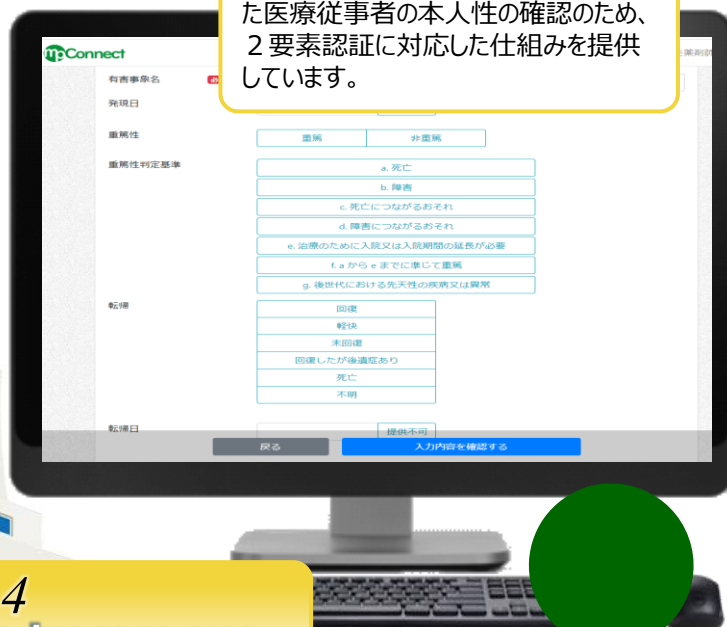 た医療従事者の本人性の確認のため、
２要素認証に対応した仕組みを提供
しています。
mpConnect
薬剤師
有害事象名
発現日
重篤性
重篤 非重篤
重篤性判定基準
a. 死亡
b. 障害
c. 死亡につながるおそれ
d. 障害につながるおそれ
e. 治療のために入院又は入院期間の延長が必要
f. a から e までに準じて重篤
g. 後世代における先天性の疾病又は異常
転帰
回復
軽快
未回復
回復したが後遺症あり
死亡
不明
転帰日
提供不可
戻る 入力内容を確認する
4